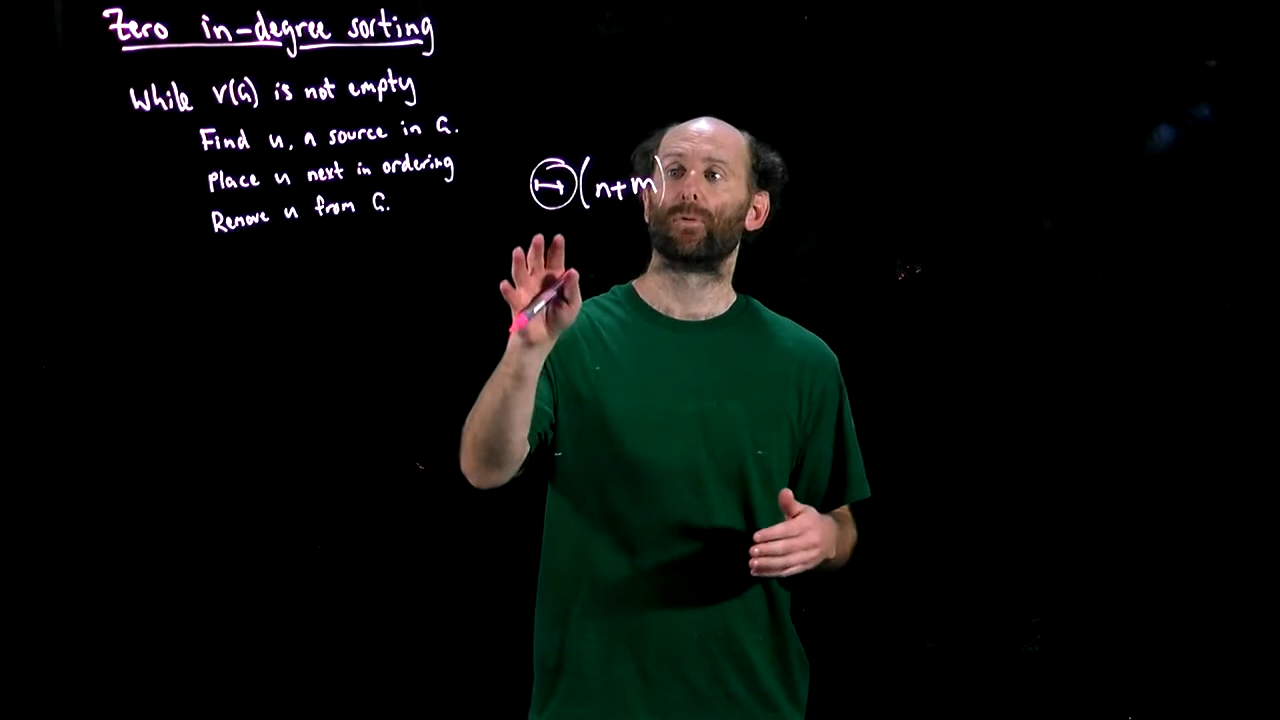 Zero in-degree sorting
While V(G) is not empty
Find u, a source in G.
Place u next in ordering
Remove u from G.
Θ(n+m)